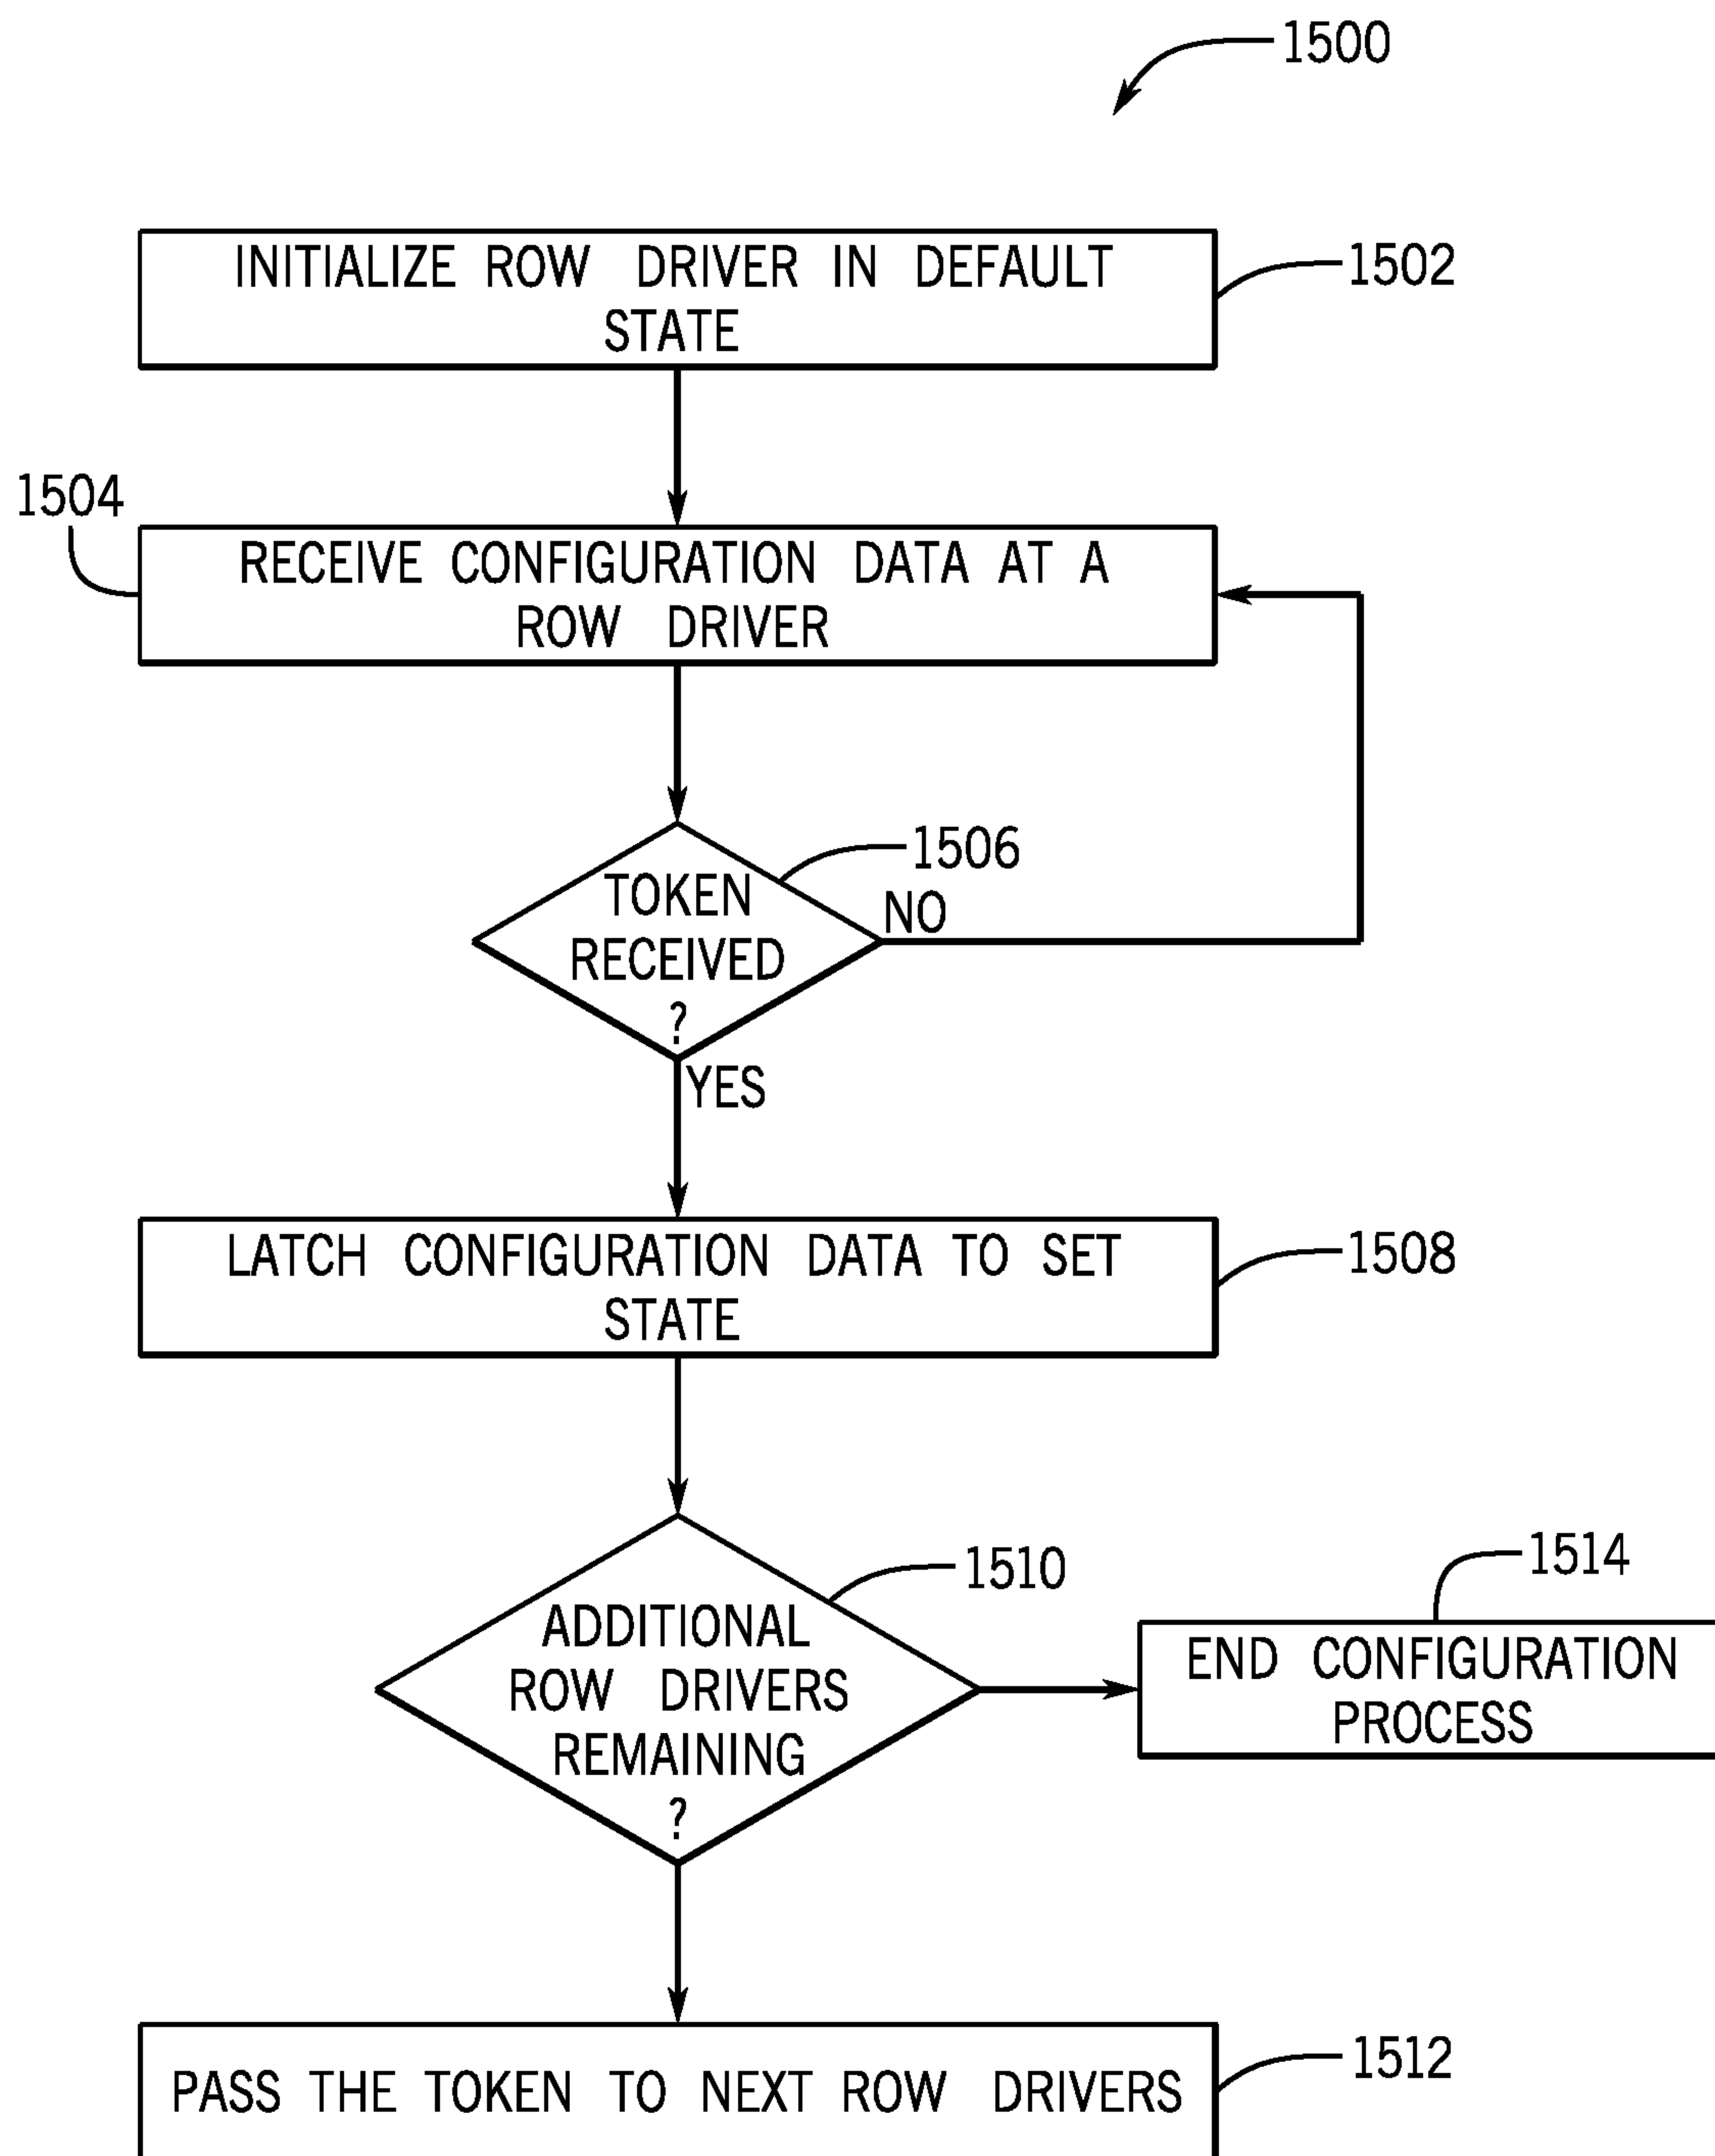 1500
INITIALIZE ROW DRIVER IN DEFAULT
STATE
1502
1504
RECEIVE CONFIGURATION DATA AT A
ROW DRIVER
1506
TOKEN
RECEIVED
?
NO
YES
LATCH CONFIGURATION DATA TO SET
STATE
1508
1510
ADDITIONAL
ROW DRIVERS
REMAINING
?
1514
END CONFIGURATION
PROCESS
PASS THE TOKEN TO NEXT ROW DRIVERS
1512